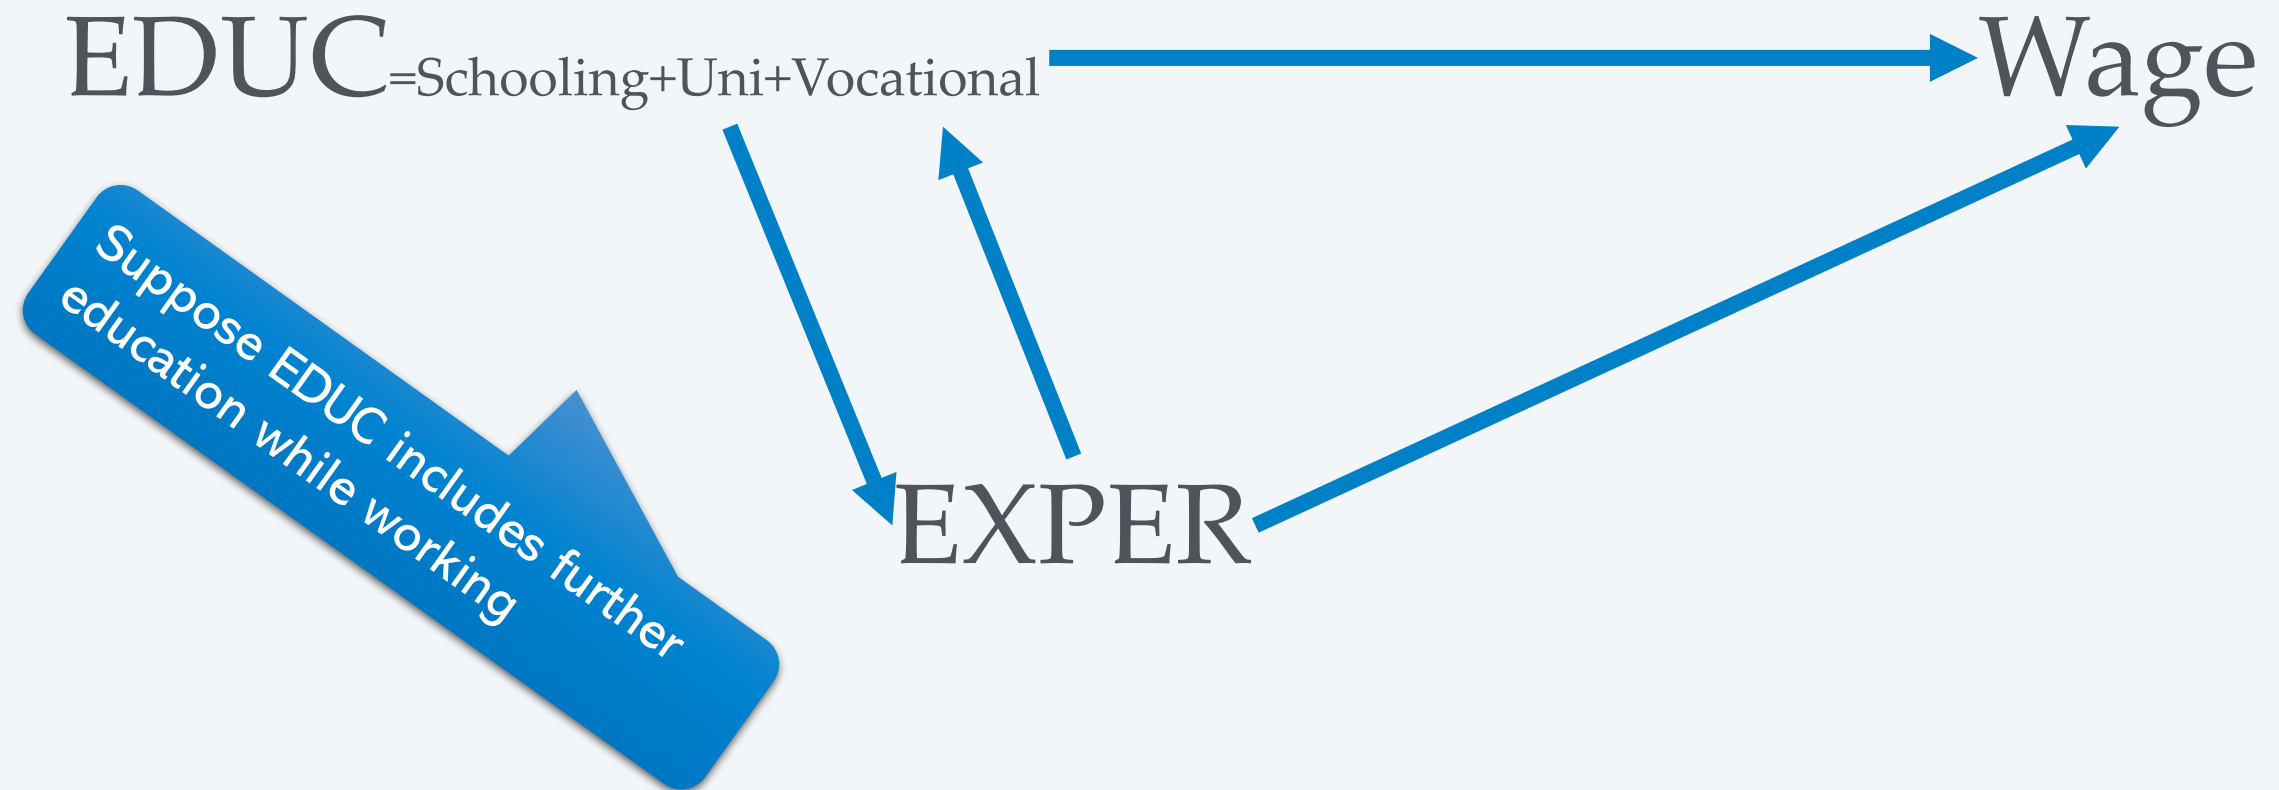 EDUC=Schooling+Uni+Vocational
Wage
Suppose EDUC includes further
education while working
EXPER